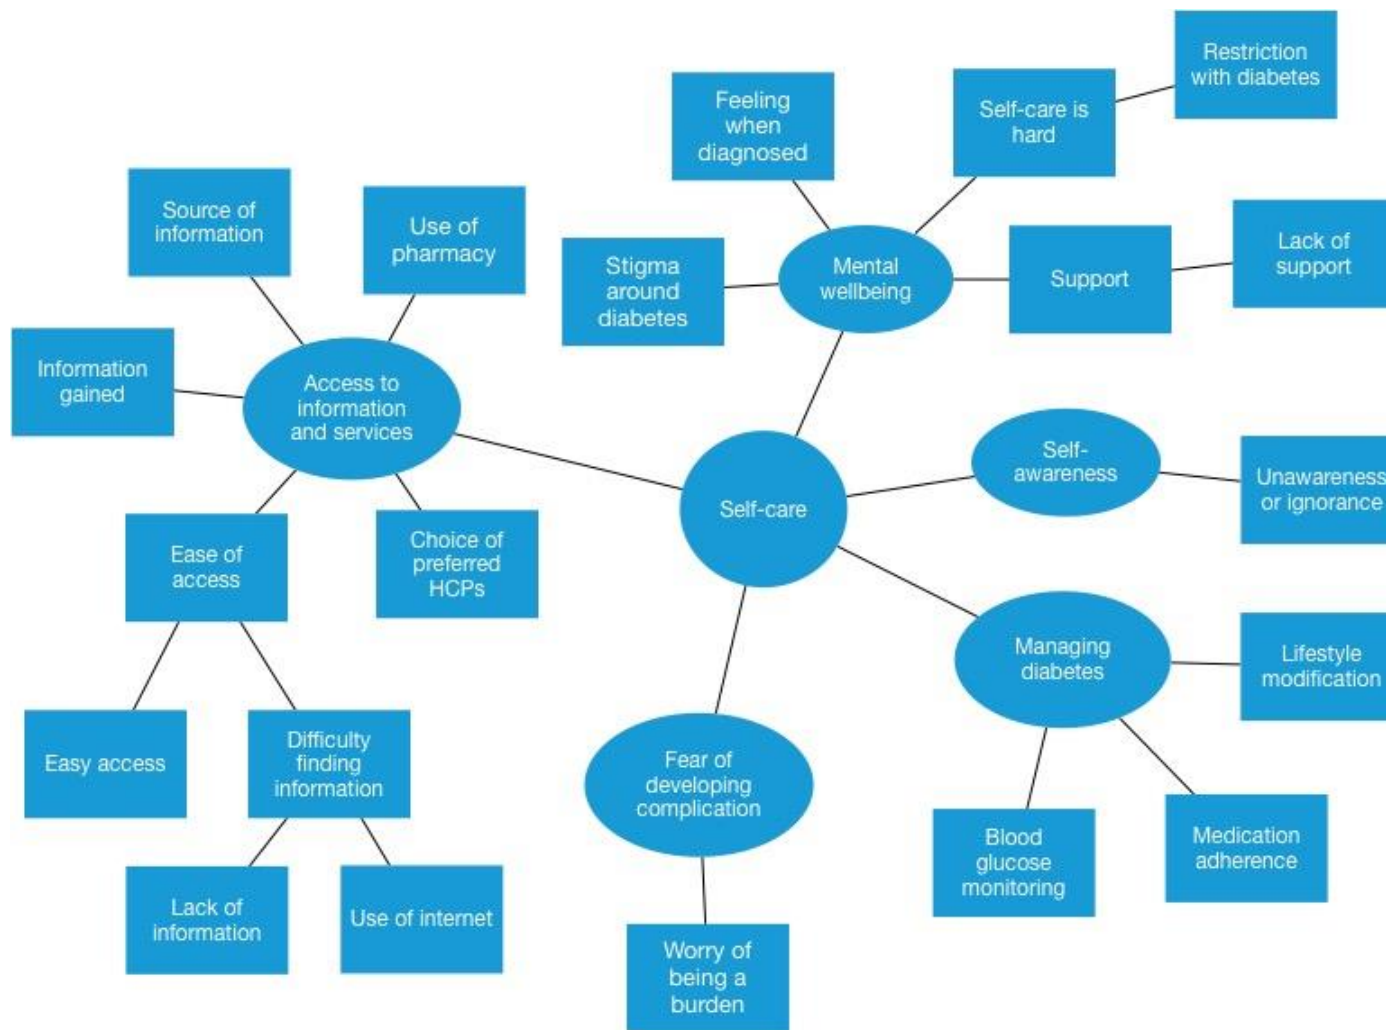 Restriction
with diabetes
Feeling
when
diagnosed
Self-care is
hard
Source of
information
Use of
pharmacy
Stigma
around
diabetes
Mental
wellbeing
Support
Lack of
support
Information
gained
Access to
information
and services
Self-
awareness
Unawareness
or ignorance
Self-care
Ease of
access
Choice of
preferred
HCPs
Managing
diabetes
Lifestyle
modification
Easy access
Difficulty
finding
information
Fear of
developing
complication
Blood
glucose
monitoring
Medication
adherence
Lack of
information
Use of internet
Worry of
being a
burden